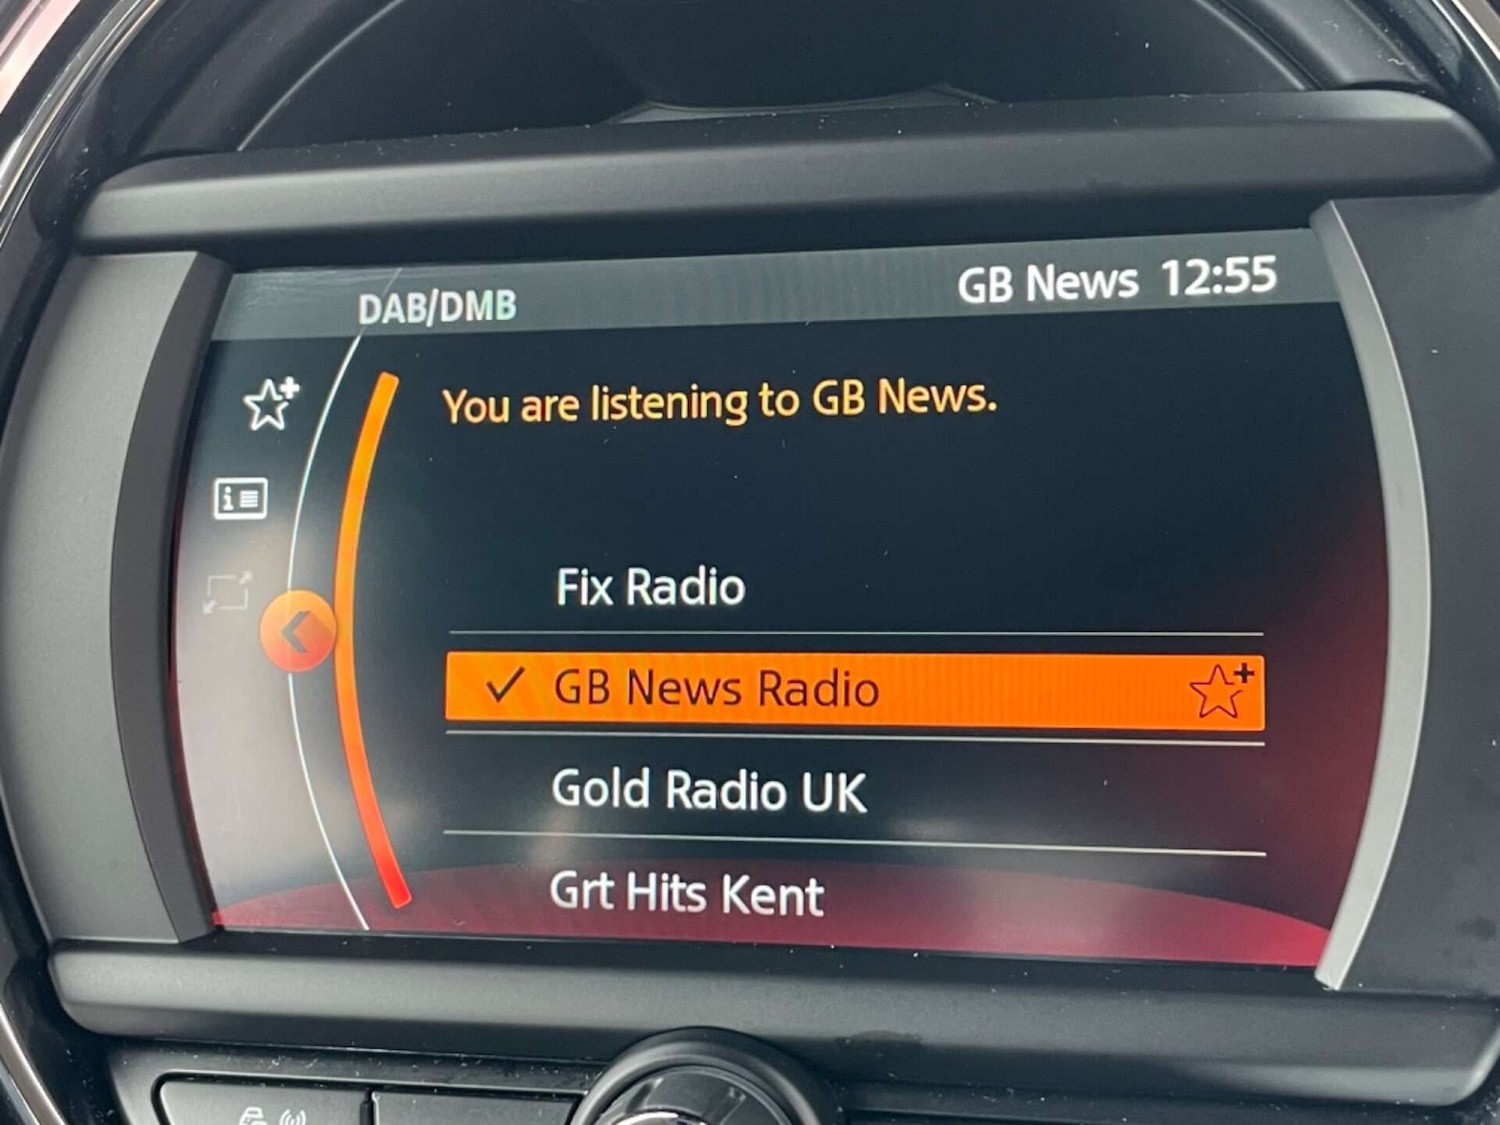 DAB/DMB GB News 12:55
You are listening to GB News.
Fix Radio
GB News Radio
Gold Radio UK
Grt Hits Kent